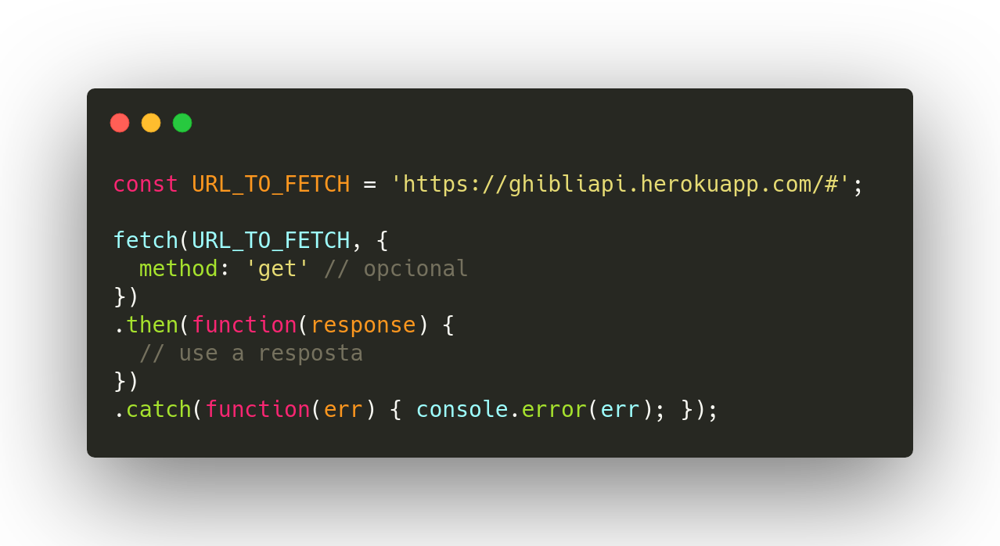 const URL_TO_FETCH = 'https://ghibliapi.herokuapp.com/#';
fetch(URL_TO_FETCH, {
  method: 'get' // opcional
})
.then(function(response) {
  // use a resposta
})
.catch(function(err) { console.error(err); });